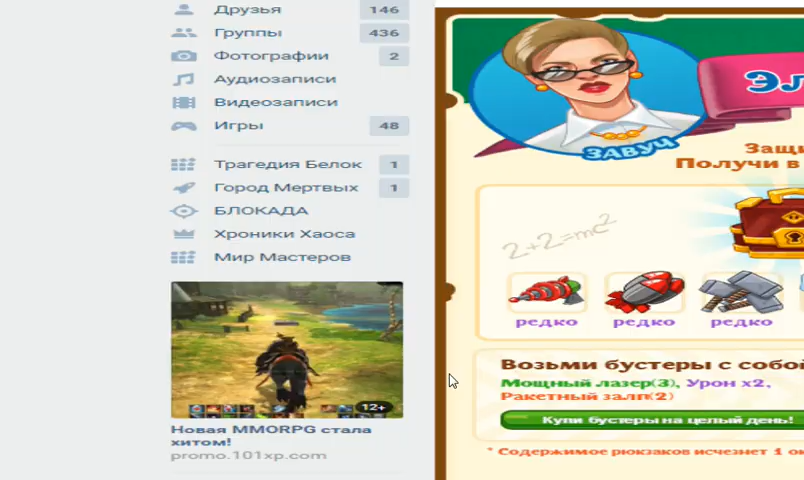 Друзья 146
Группы 436
Фотографии 2
Аудиозаписи
Видеозаписи
Игры 48
Трагедия Белок 1
Город Мертвых 1
БЛОКАДА
Хроники Хаоса
Мир Мастеров
12+
Новая MMORPG стала
хитом!
promo.101xp.com
ЗАВУЧ
Получи в
2+2=mc²
редко редко редко
Возьми бустеры с собой
Мощный лазер(3), Урон x2,
Ракетный залп(2)
Купи бустеры на целый день!
* Содержимое рюкзаков исчезнет 1